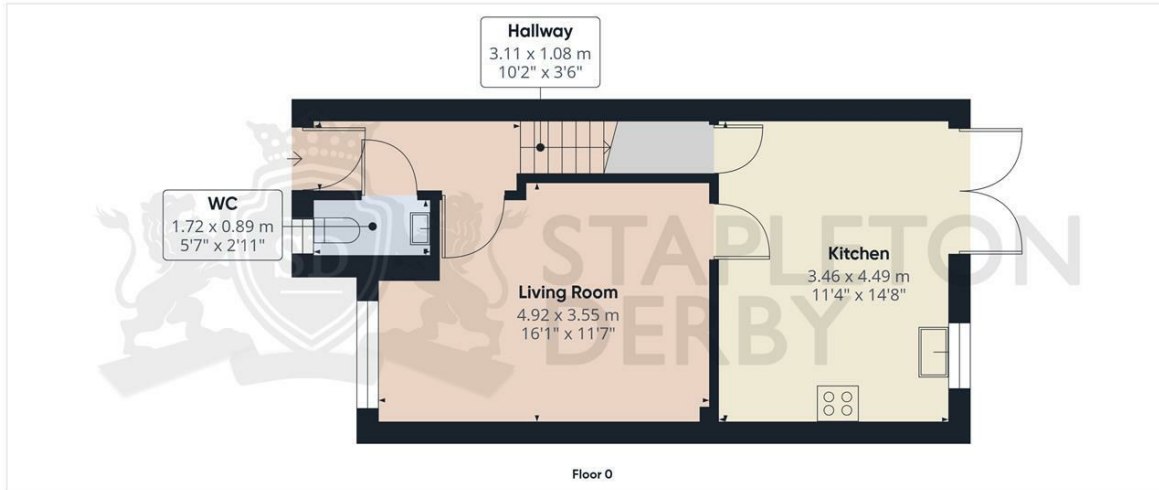 Hallway
3.11 x 1.08 m
10'2" x 3'6"
WC
1.72 x 0.89 m
5'7" x 2'11"
Living Room
4.92 x 3.55 m
16'1" x 11'7"
Kitchen
3.46 x 4.49 m
11'4" x 14'8"
STAPLETON
DERBY
SD
Floor 0